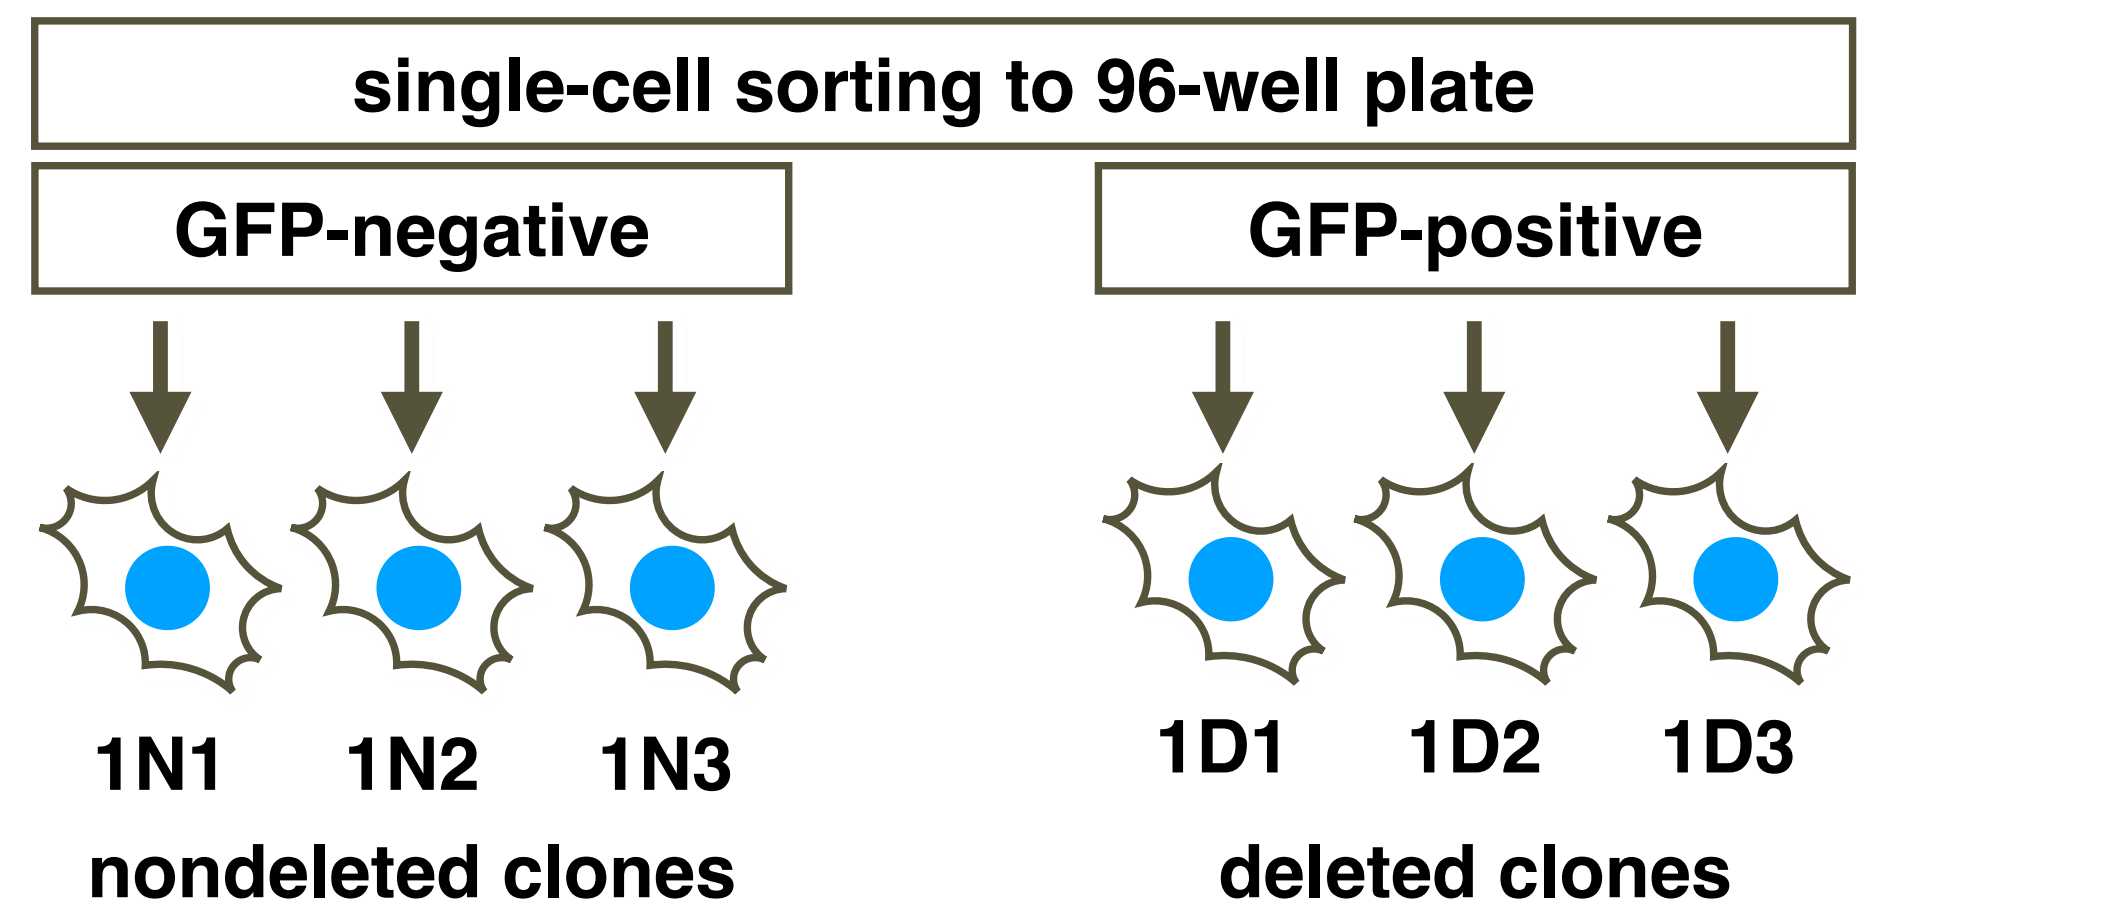 single-cell sorting to 96-well plate
GFP-negative
GFP-positive
1N1 1N2 1N3
1D1 1D2 1D3
nondeleted clones
deleted clones